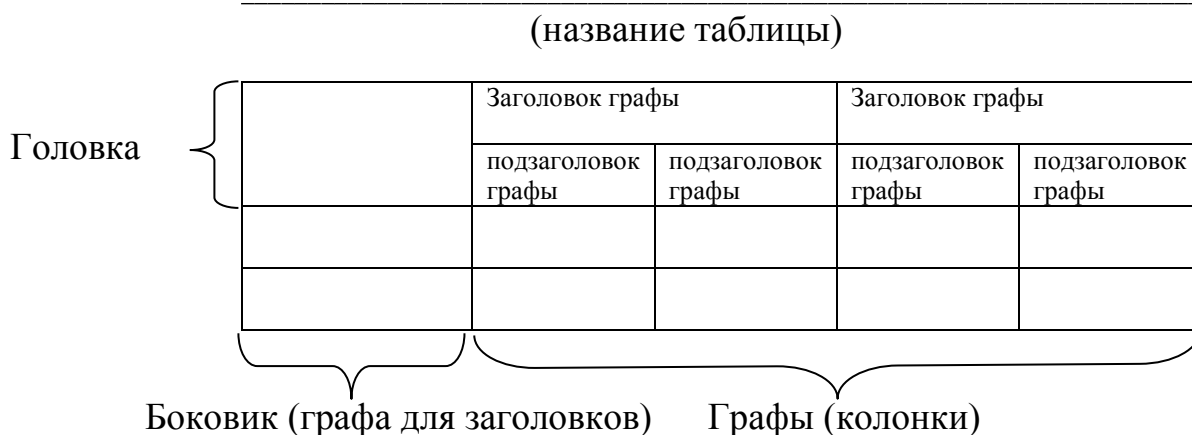 (название таблицы)
Заголовок графы Заголовок графы
Головка
подзаголовок подзаголовок подзаголовок подзаголовок
графы графы графы графы
Боковик (графа для заголовков) Графы (колонки)